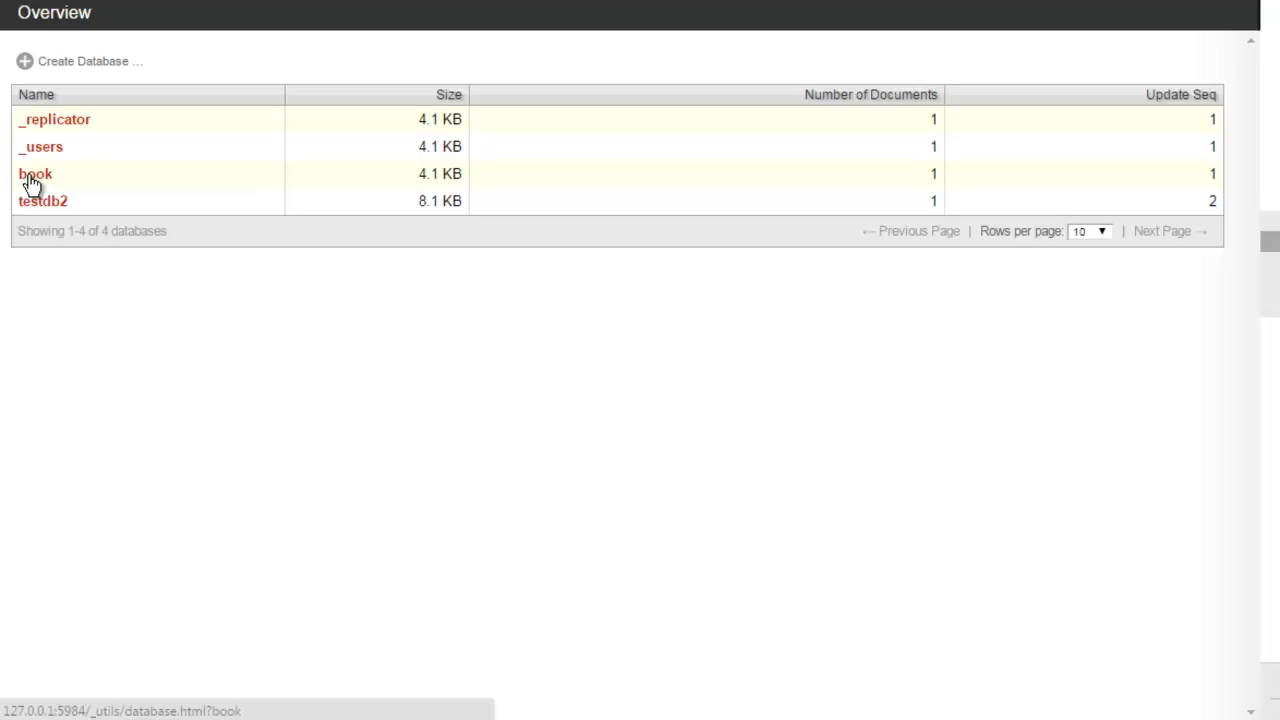 Overview
Create Database ...
Name Size Number of Documents Update Seq
_replicator 4.1 KB 1 1
_users 4.1 KB 1 1
book 4.1 KB 1 1
testdb2 8.1 KB 1 2
Showing 1-4 of 4 databases ← Previous Page | Rows per page: 10 | Next Page →
127.0.0.1:5984/_utils/database.html?book